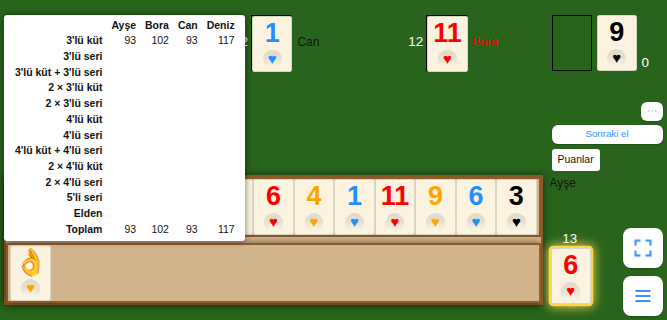 Ayşe Bora Can Deniz
3'lü küt 93 102 93 117
3'lü seri
3'lü küt + 3'lü seri
2 × 3'lü küt
2 × 3'lü seri
4'lü küt
4'lü seri
4'lü küt + 4'lü seri
2 × 4'lü küt
2 × 4'lü seri
5'li seri
Elden
Toplam 93 102 93 117
2 1 Can
12 11 Bora
9 0
...
Sonraki el
Puanlar
Ayşe
6 4 1 11 9 6 3
13
6